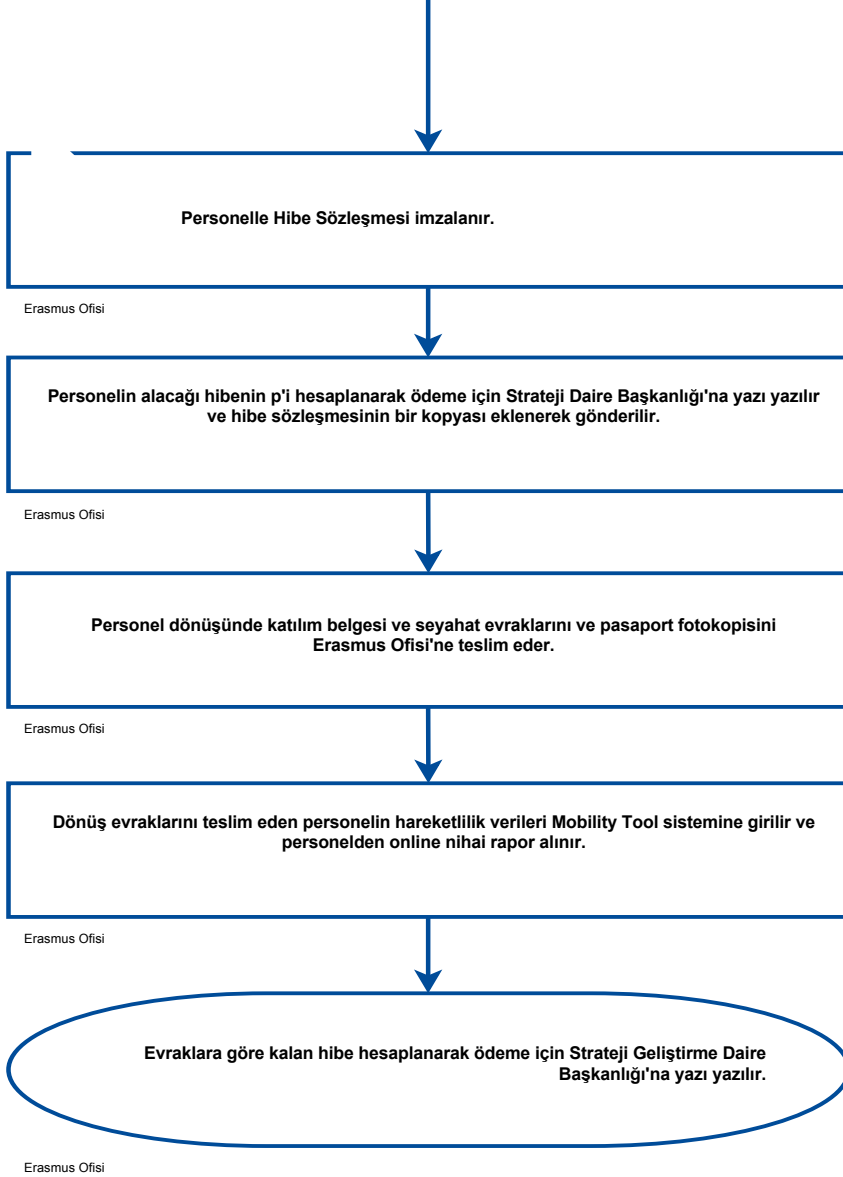 Personelle Hibe Sözleşmesi imzalanır.
Erasmus Ofisi
Personelin alacağı hibenin p'i hesaplanarak ödeme için Strateji Daire Başkanlığı'na yazı yazılır
ve hibe sözleşmesinin bir kopyası eklenerek gönderilir.
Erasmus Ofisi
Personel dönüşünde katılım belgesi ve seyahat evraklarını ve pasaport fotokopisini
Erasmus Ofisi'ne teslim eder.
Erasmus Ofisi
Dönüş evraklarını teslim eden personelin hareketlilik verileri Mobility Tool sistemine girilir ve
personelden online nihai rapor alınır.
Erasmus Ofisi
Evraklara göre kalan hibe hesaplanarak ödeme için Strateji Geliştirme Daire
Başkanlığı'na yazı yazılır.
Erasmus Ofisi